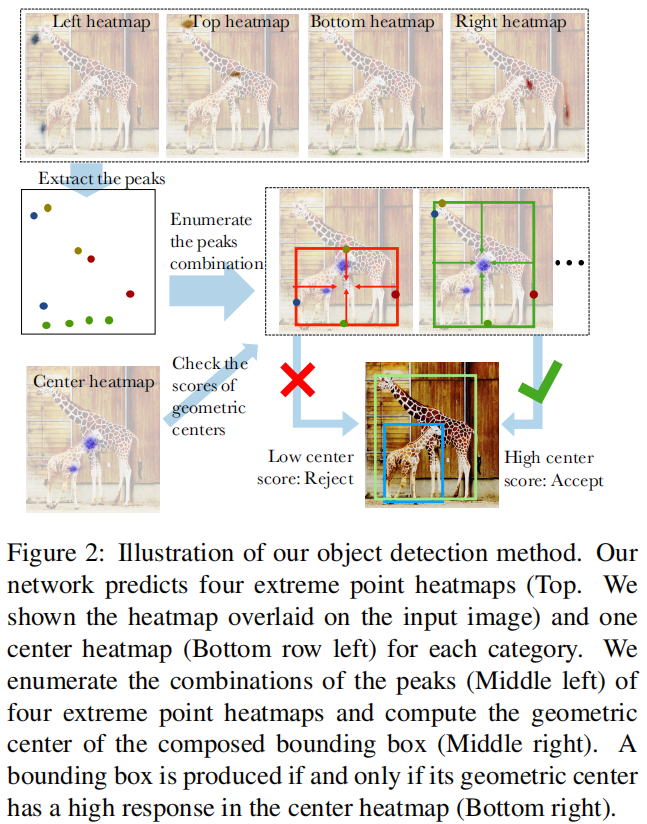 Left heatmap
Top heatmap
Bottom heatmap
Right heatmap
Extract the peaks
Enumerate
the peaks
combination
Center heatmap
Check the
scores of
geometric
centers
Low center
score: Reject
High center
score: Accept
Figure 2: Illustration of our object detection method. Our
network predicts four extreme point heatmaps (Top. We
shown the heatmap overlaid on the input image) and one
center heatmap (Bottom row left) for each category. We
enumerate the combinations of the peaks (Middle left) of
four extreme point heatmaps and compute the geometric
center of the composed bounding box (Middle right). A
bounding box is produced if and only if its geometric center
has a high response in the center heatmap (Bottom right).